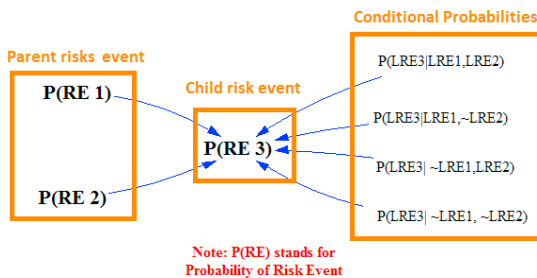 Conditional Probabilities
Parent risks event
P(LRE3|LRE1,LRE2)
Child risk event
P(RE 1)
P(LRE3|LRE1,~LRE2)
P(RE 3)
P(LRE3| ~LRE1,LRE2)
P(RE 2)
P(LRE3| ~LRE1, ~LRE2)
Note: P(RE) stands for
Probability of Risk Event